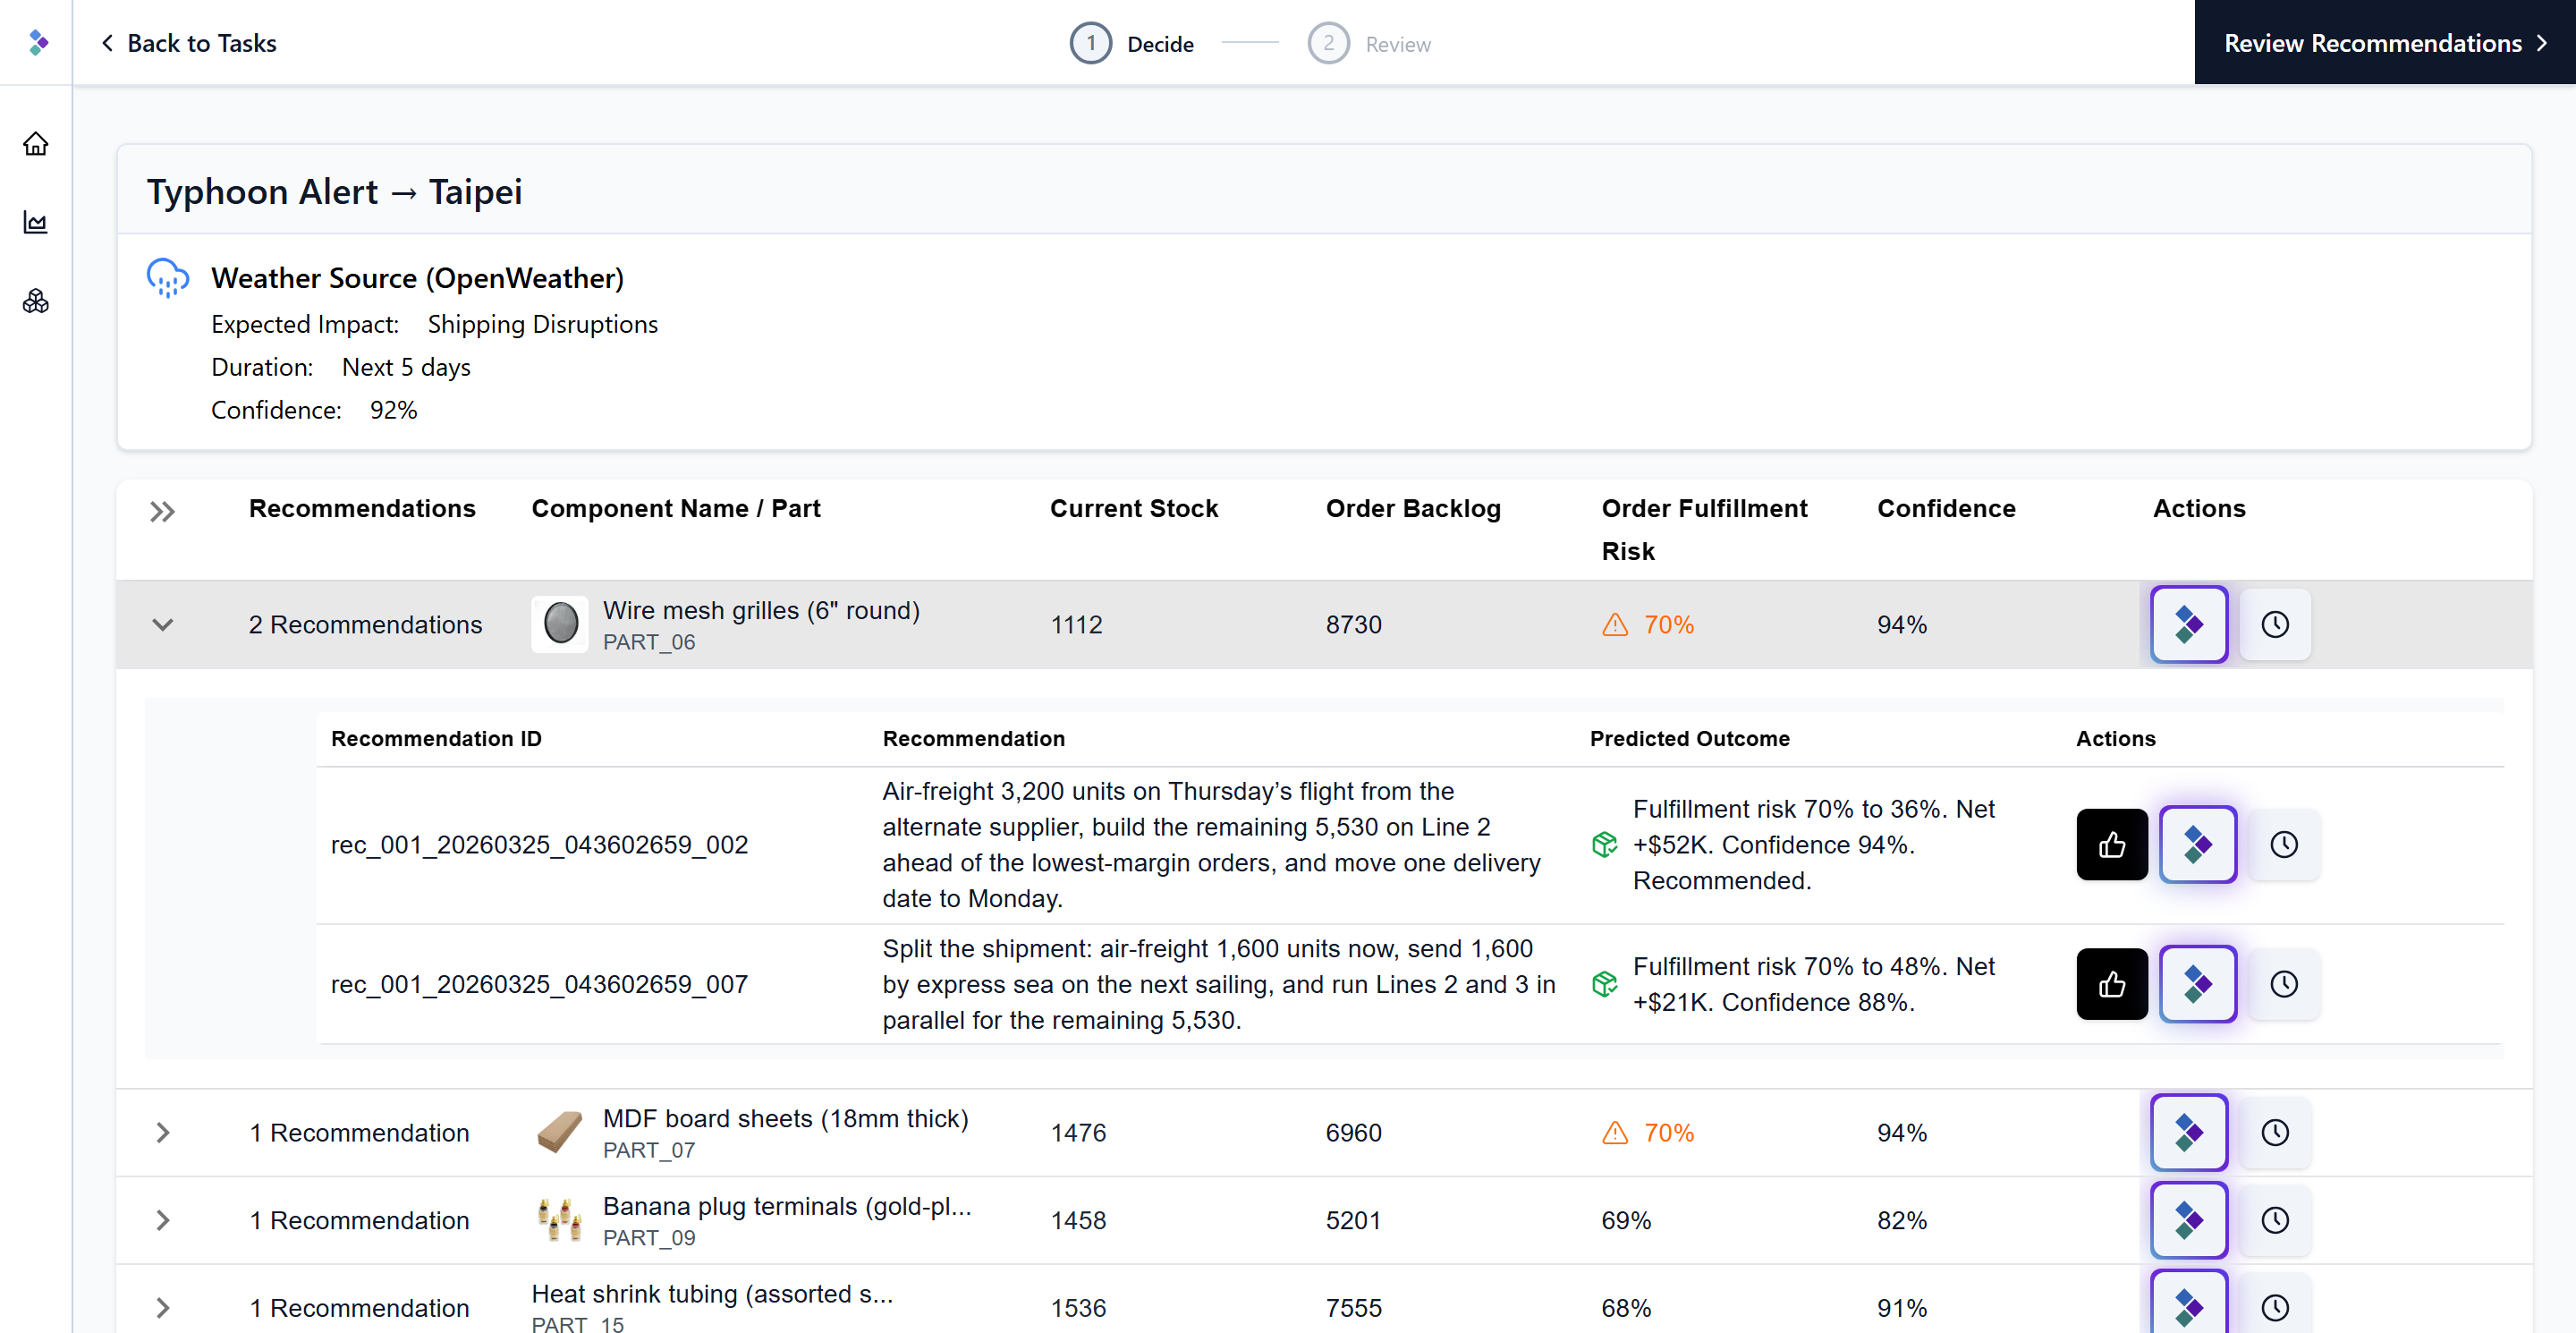 Back to Tasks
1 Decide
2 Review
Review Recommendations
Typhoon Alert → Taipei
Weather Source (OpenWeather)
Expected Impact: Shipping Disruptions
Duration: Next 5 days
Confidence: 92%
Recommendations Component Name / Part Current Stock Order Backlog Order Fulfillment Risk Confidence Actions
2 Recommendations Wire mesh grilles (6" round) 1112 8730 70% 94%
PART_06
Recommendation ID Recommendation Predicted Outcome Actions
rec_001_20260325_043602659_002
Air-freight 3,200 units on Thursday’s flight from the
alternate supplier, build the remaining 5,530 on Line 2
ahead of the lowest-margin orders, and move one delivery
date to Monday.
Fulfillment risk 70% to 36%. Net
+$52K. Confidence 94%.
Recommended.
rec_001_20260325_043602659_007
Split the shipment: air-freight 1,600 units now, send 1,600
by express sea on the next sailing, and run Lines 2 and 3 in
parallel for the remaining 5,530.
Fulfillment risk 70% to 48%. Net
+$21K. Confidence 88%.
1 Recommendation MDF board sheets (18mm thick) 1476 6960 70% 94%
PART_07
1 Recommendation Banana plug terminals (gold-pl... 1458 5201 69% 82%
PART_09
1 Recommendation Heat shrink tubing (assorted s... 1536 7555 68% 91%
PART_15